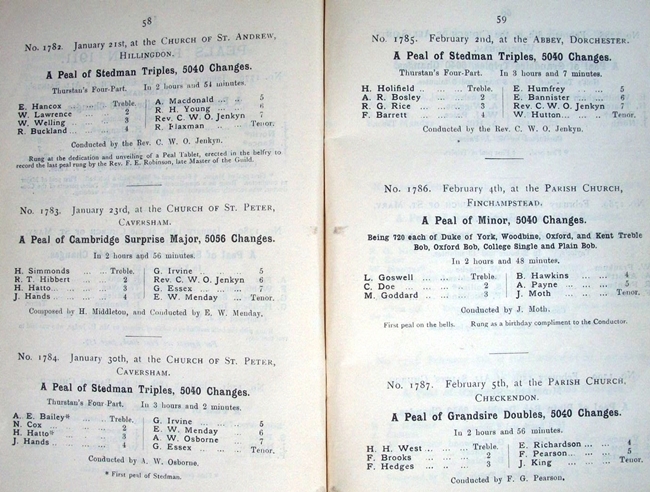 58
No. 1782. January 21st, at the CHURCH OF ST. ANDREW,
HILLINGDON.
A Peal of Stedman Triples, 5040 Changes.
Thurstan's Four-Part. In 2 hours and 54 minutes.
E. Hancox ... ... Treble. A. Macdonald ... ... 5
W. Lawrence ... ... 2 R. H. Young ... ... 6
W. Welling ... ... 3 Rev. C. W. O. Jenkyn 7
R. Buckland ... ... 4 R. Flaxman ... ... Tenor.
Conducted by the Rev. C. W. O. Jenkyn.
Rung at the dedication and unveiling of a Peal Tablet, erected in the belfry to
record the last peal rung by the Rev. F. E. Robinson, late Master of the Guild.
No. 1783. January 23rd, at the CHURCH OF ST. PETER,
CAVERSHAM.
A Peal of Cambridge Surprise Major, 5056 Changes.
In 2 hours and 56 minutes.
H. Simmonds ... Treble. G. Irvine ... ... 5
R. T. Hibbert ... ... 2 Rev. C. W. O. Jenkyn 6
H. Hatto ... ... 3 G. Essex ... ... 7
J. Hands ... ... 4 E. W. Menday ... Tenor.
Composed by H. Middleton, and Conducted by E. W. Menday.
No. 1784. January 30th, at the CHURCH OF ST. PETER,
CAVERSHAM.
A Peal of Stedman Triples, 5040 Changes.
Thurstan's Four-Part. In 3 hours and 2 minutes.
A. E. Bailey* ... Treble. G. Irvine ... ... 5
N. Cox ... ... 2 E. W. Menday ... ... 6
H. Hatto* ... ... 3 A. W. Osborne ... ... 7
J. Hands ... ... 4 G. Essex ... ... Tenor.
Conducted by A. W. Osborne.
* First peal of Stedman.
59
No. 1785. February 2nd, at the ABBEY, DORCHESTER.
A Peal of Stedman Triples, 5040 Changes.
Thurstan's Four-Part. In 3 hours and 7 minutes.
H. Holifield ... ... Treble. E. Humfrey ... ... 5
A. R. Bosley ... ... 2 E. Bannister ... ... 6
R. G. Rice ... ... 3 Rev. C. W. O. Jenkyn 7
F. Barrett ... ... 4 W. Hutton ... ... Tenor.
Conducted by the Rev. C. W. O. Jenkyn.
No. 1786. February 4th, at the PARISH CHURCH,
FINCHAMPSTEAD.
A Peal of Minor, 5040 Changes.
Being 720 each of Duke of York, Woodbine, Oxford, and Kent Treble
Bob, Oxford Bob, College Single and Plain Bob.
In 2 hours and 48 minutes.
L. Goswell ... ... Treble. B. Hawkins ... ... 4
C. Doe ... ... 2 A. Payne ... ... 5
M. Goddard ... ... 3 J. Moth ... ... Tenor.
Conducted by J. Moth.
First peal on the bells. Rung as a birthday compliment to the Conductor.
No. 1787. February 5th, at the PARISH CHURCH,
CHECKENDON.
A Peal of Grandsire Doubles, 5040 Changes.
In 2 hours and 56 minutes.
H. H. West ... ... Treble. E. Richardson ... ... 4
F. Brooks ... ... 2 F. Pearson ... ... 5
F. Hedges ... ... 3 J. King ... ... Tenor.
Conducted by F. G. Pearson.